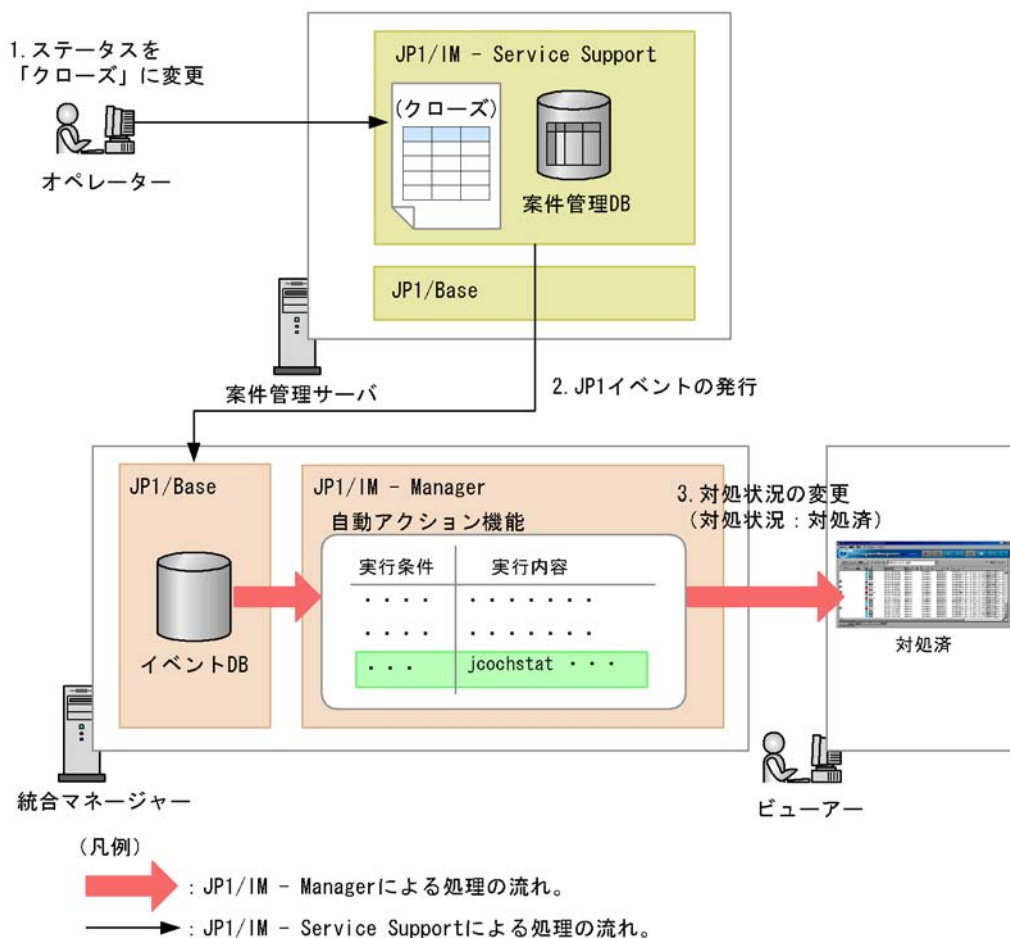 1.ステータスを
「クローズ」に変更
オペレーター
JP1/IM - Service Support
(クローズ)
案件管理DB
JP1/Base
案件管理サーバ
2.JP1イベントの発行
JP1/Base
イベントDB
JP1/IM - Manager
自動アクション機能
実行条件 実行内容
・・・・ ・・・・・・・
・・・・ ・・・・・・・
・・・ jcochstat ・・・
3.対処状況の変更
(対処状況:対処済)
対処済
統合マネージャー
ビューアー
(凡例)
:JP1/IM - Managerによる処理の流れ。
:JP1/IM - Service Supportによる処理の流れ。